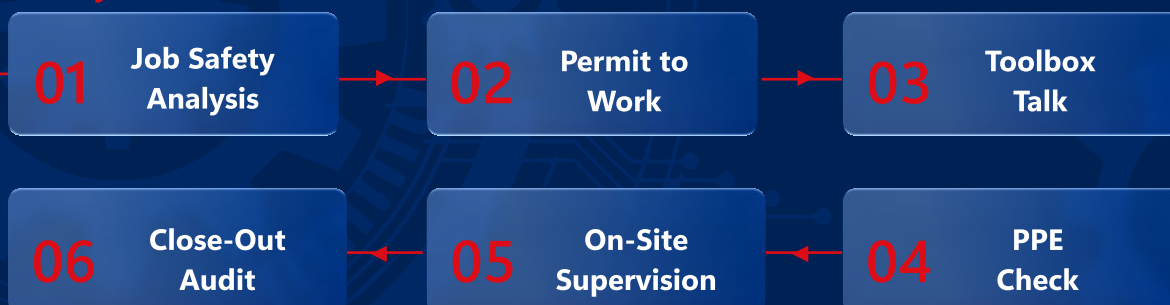 01
Job Safety
Analysis
02
Permit to
Work
03
Toolbox
Talk
04
PPE
Check
05
On-Site
Supervision
06
Close-Out
Audit